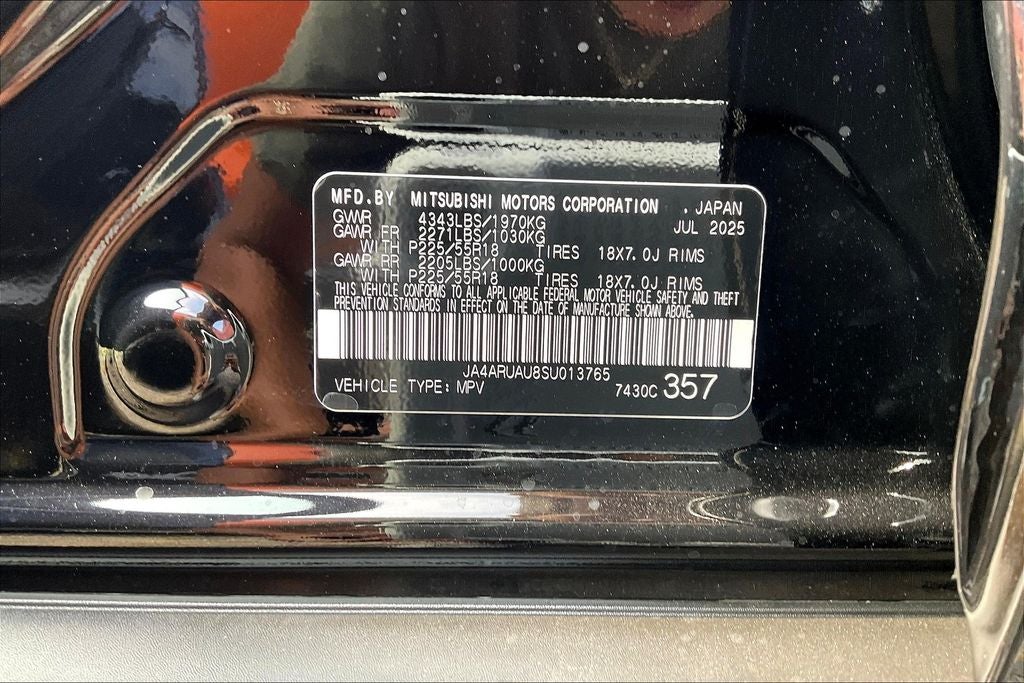 MFD.BY MITSUBISHI MOTORS CORPORATION . JAPAN
GVWR 4343LBS/1970KG JUL 2025
GAWR FR 2271LBS/1030KG
WITH P225/55R18 TIRES 18X7.0J RIMS
GAWR RR 2205LBS/1000KG
WITH P225/55R18 TIRES 18X7.0J RIMS
THIS VEHICLE CONFORMS TO ALL APPLICABLE FEDERAL MOTOR VEHICLE SAFETY AND THEFT
PREVENTION STANDARDS IN EFFECT ON THE DATE OF MANUFACTURE SHOWN ABOVE.
JA4ARUAU8SU013765
VEHICLE TYPE: MPV 7430C 357